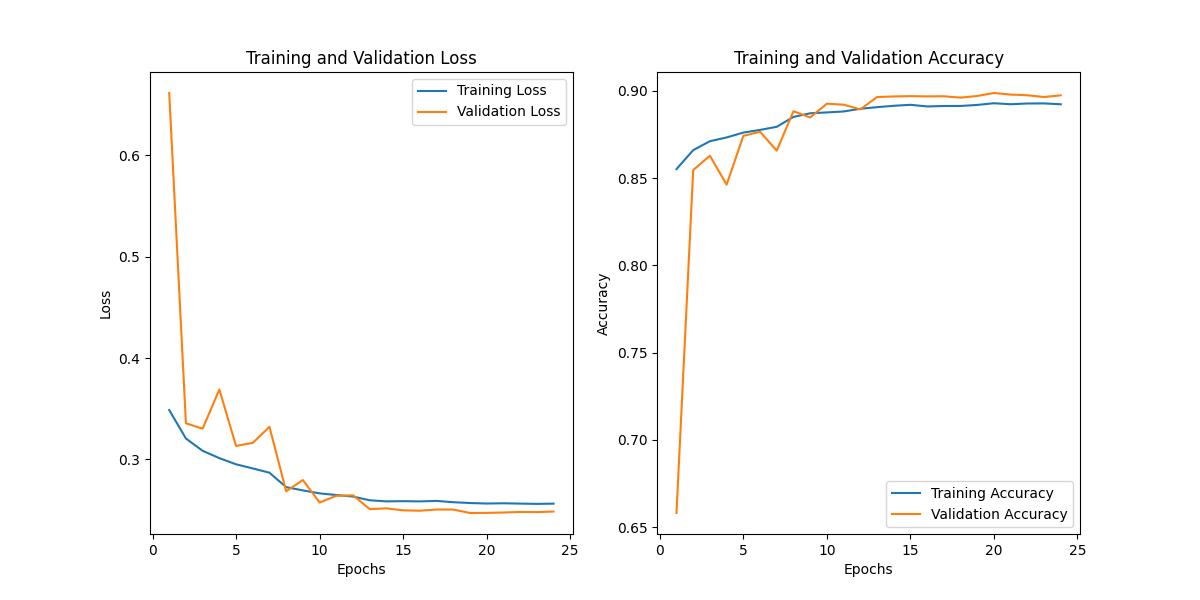 Training and Validation Loss
Training Loss
Validation Loss
0.6
0.5
0.4
0.3
Loss
0
5
10
15
20
25
Epochs
Training and Validation Accuracy
0.90
0.85
0.80
0.75
0.70
0.65
Accuracy
Training Accuracy
Validation Accuracy
0
5
10
15
20
25
Epochs